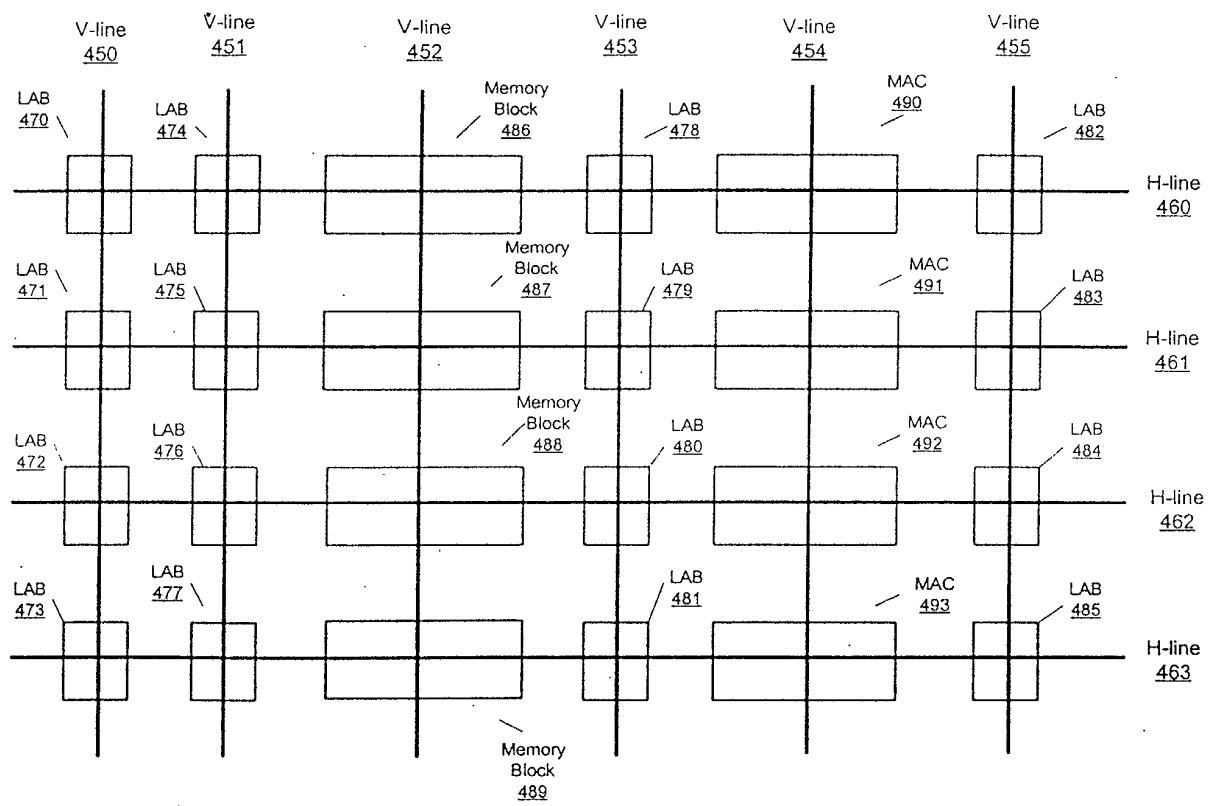 V-line
450
V-line
451
V-line
452
V-line
453
V-line
454
V-line
455
LAB
470
LAB
474
Memory
Block
486
LAB
478
MAC
490
LAB
482
H-line
460
LAB
471
LAB
475
Memory
Block
487
LAB
479
MAC
491
LAB
483
H-line
461
LAB
472
LAB
476
Memory
Block
488
LAB
480
MAC
492
LAB
484
H-line
462
LAB
473
LAB
477
LAB
481
MAC
493
LAB
485
H-line
463
Memory
Block
489